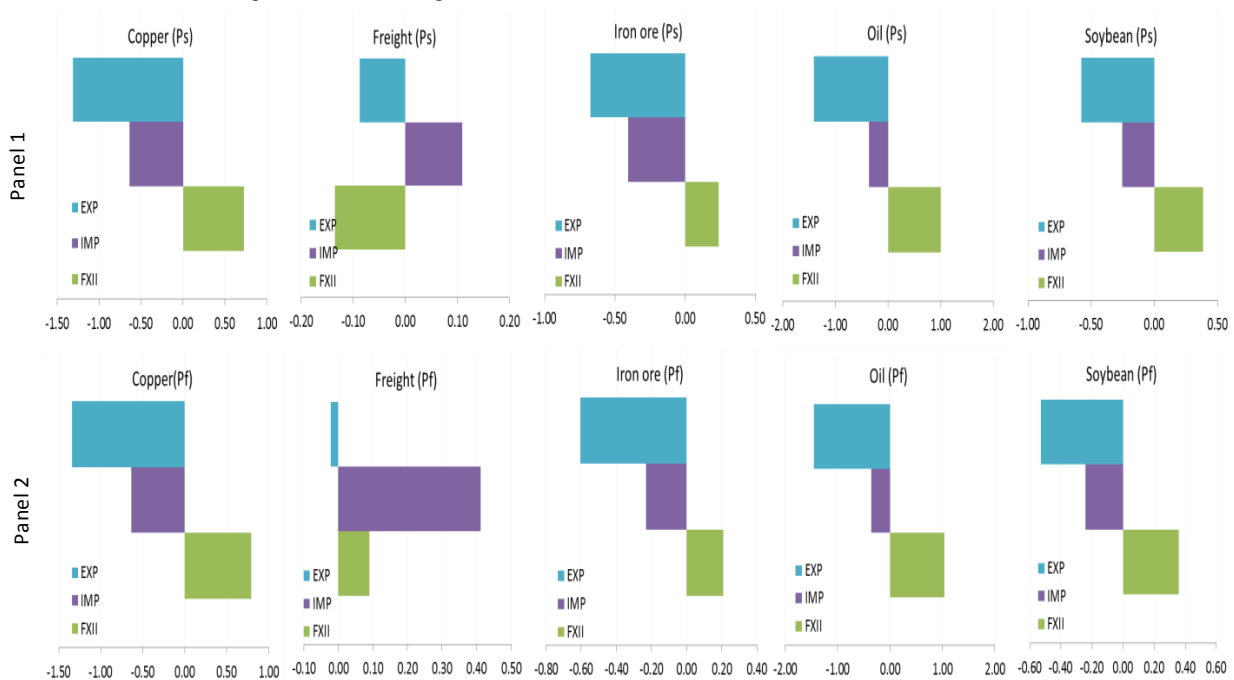 Panel 1
Copper (Ps)
EXP
IMP
FXII
-1.50 -1.00 -0.50 0.00 0.50 1.00
Freight (Ps)
EXP
IMP
FXII
-0.20 -0.10 0.00 0.10 0.20
Iron ore (Ps)
EXP
IMP
FXII
-1.00 -0.50 0.00 0.50
Oil (Ps)
EXP
IMP
FXII
-2.00 -1.00 0.00 1.00 2.00
Soybean (Ps)
EXP
IMP
FXII
-1.00 -0.50 0.00 0.50
Panel 2
Copper(Pf)
EXP
IMP
FXII
-1.50 -1.00 -0.50 0.00 0.50 1.00
Freight (Pf)
EXP
IMP
FXII
-0.10 0.00 0.10 0.20 0.30 0.40 0.50
Iron ore (Pf)
EXP
IMP
FXII
-0.80 -0.60 -0.40 -0.20 0.00 0.20 0.40
Oil (Pf)
EXP
IMP
FXII
-2.00 -1.00 0.00 1.00 2.00
Soybean (Pf)
EXP
IMP
FXII
-0.60 -0.40 -0.20 0.00 0.20 0.40 0.60